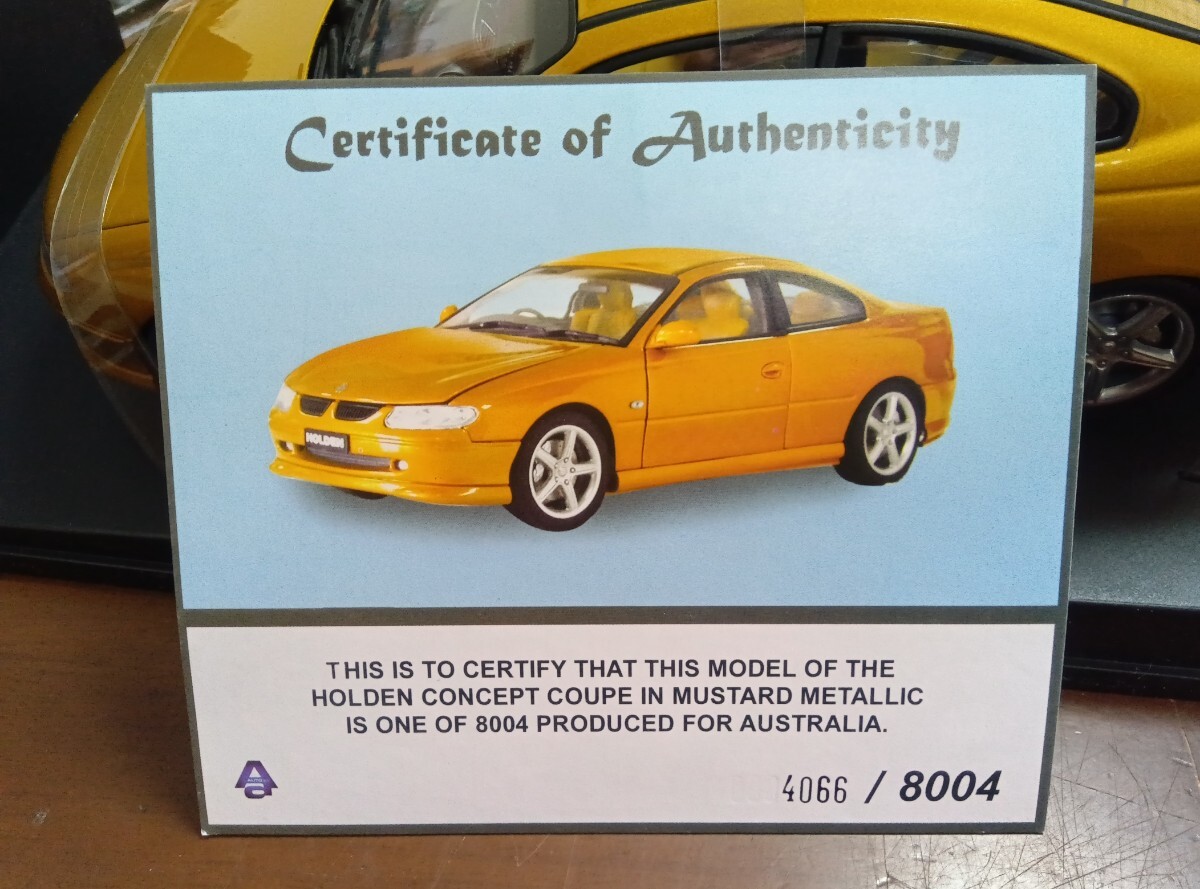 Certificate of Authenticity
HOLDEN
THIS IS TO CERTIFY THAT THIS MODEL OF THE
HOLDEN CONCEPT COUPE IN MUSTARD METALLIC
IS ONE OF 8004 PRODUCED FOR AUSTRALIA.
AUTO
4066 / 8004